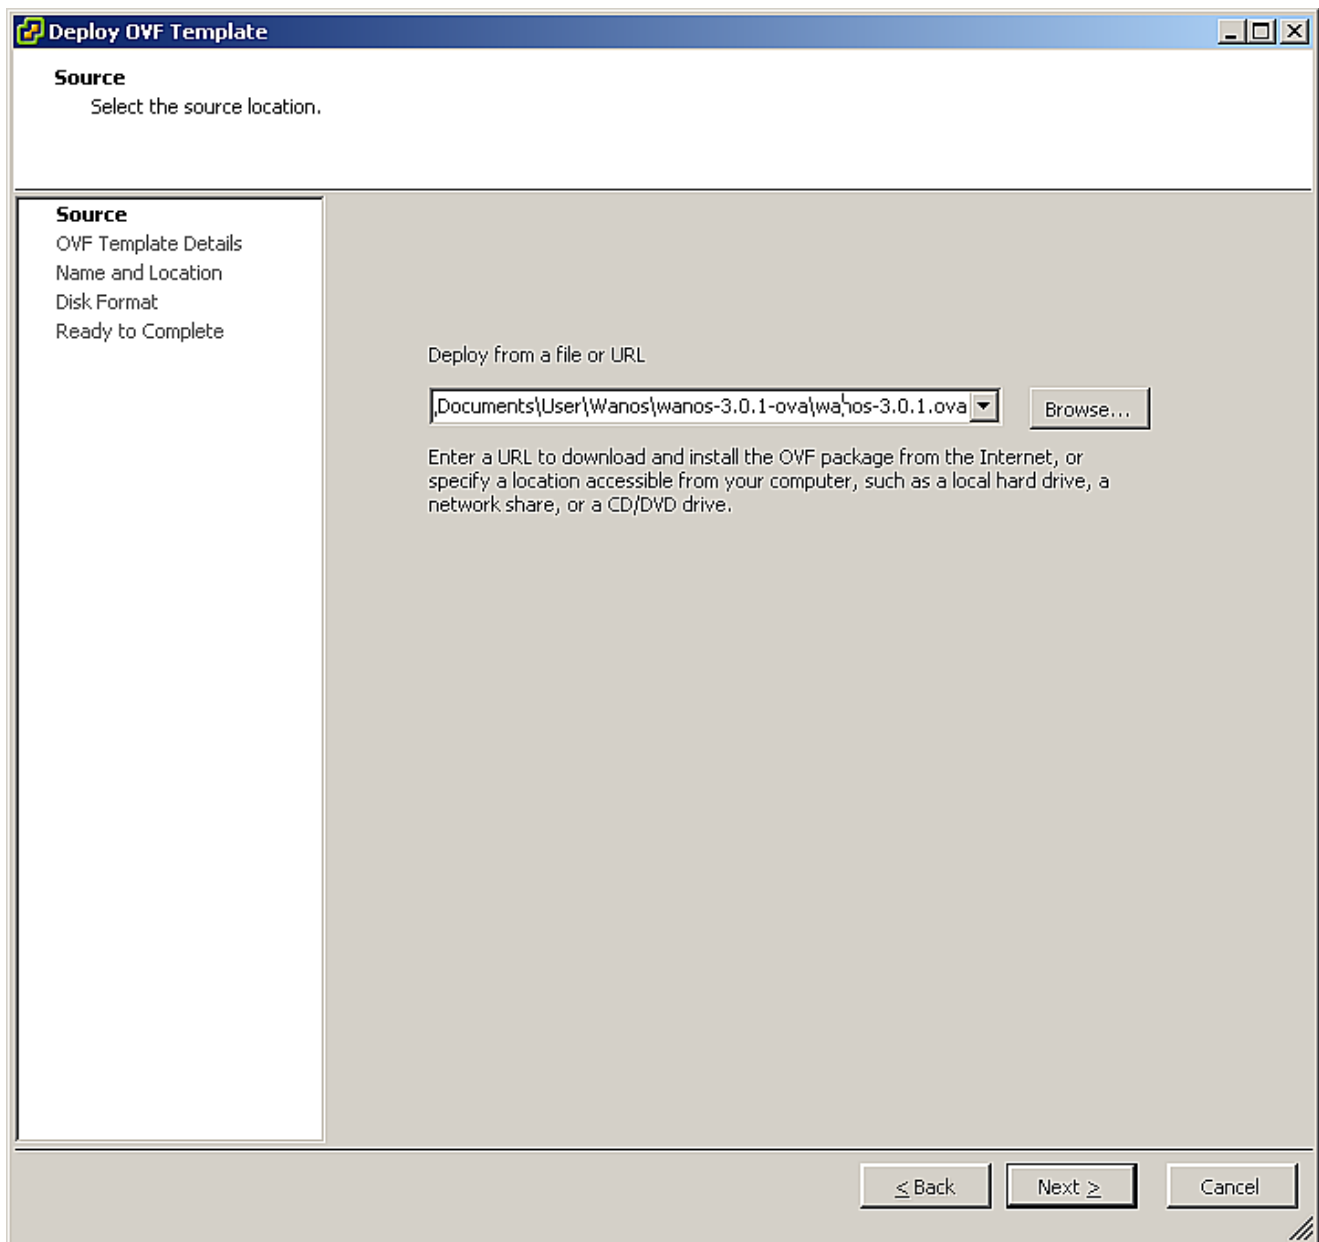 Deploy OVF Template
Source
Select the source location.
Source
OVF Template Details
Name and Location
Disk Format
Ready to Complete
Deploy from a file or URL
Documents\User\Wanos\wanos-3.0.1-ova\wanos-3.0.1.ova
Browse...
Enter a URL to download and install the OVF package from the Internet, or
specify a location accessible from your computer, such as a local hard drive, a
network share, or a CD/DVD drive.
< Back
Next >
Cancel